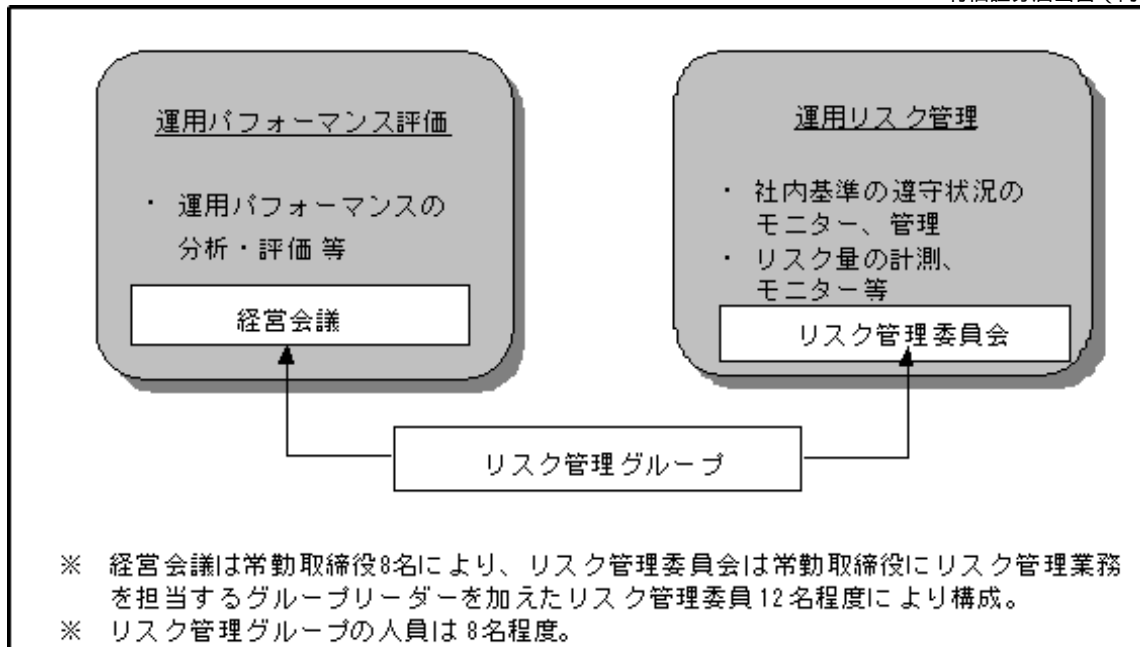 運用パフォーマンス評価
・ 運用パフォーマンスの
分析・評価 等
経営会議
運用リスク管理
・ 社内基準の遵守状況の
モニター、管理
・ リスク量の計測、
モニター等
リスク管理委員会
リスク管理グループ
※ 経営会議は常勤取締役8名により、リスク管理委員会は常勤取締役にリスク管理業務
を担当するグループリーダーを加えたリスク管理委員12名程度により構成。
※ リスク管理グループの人員は8名程度。